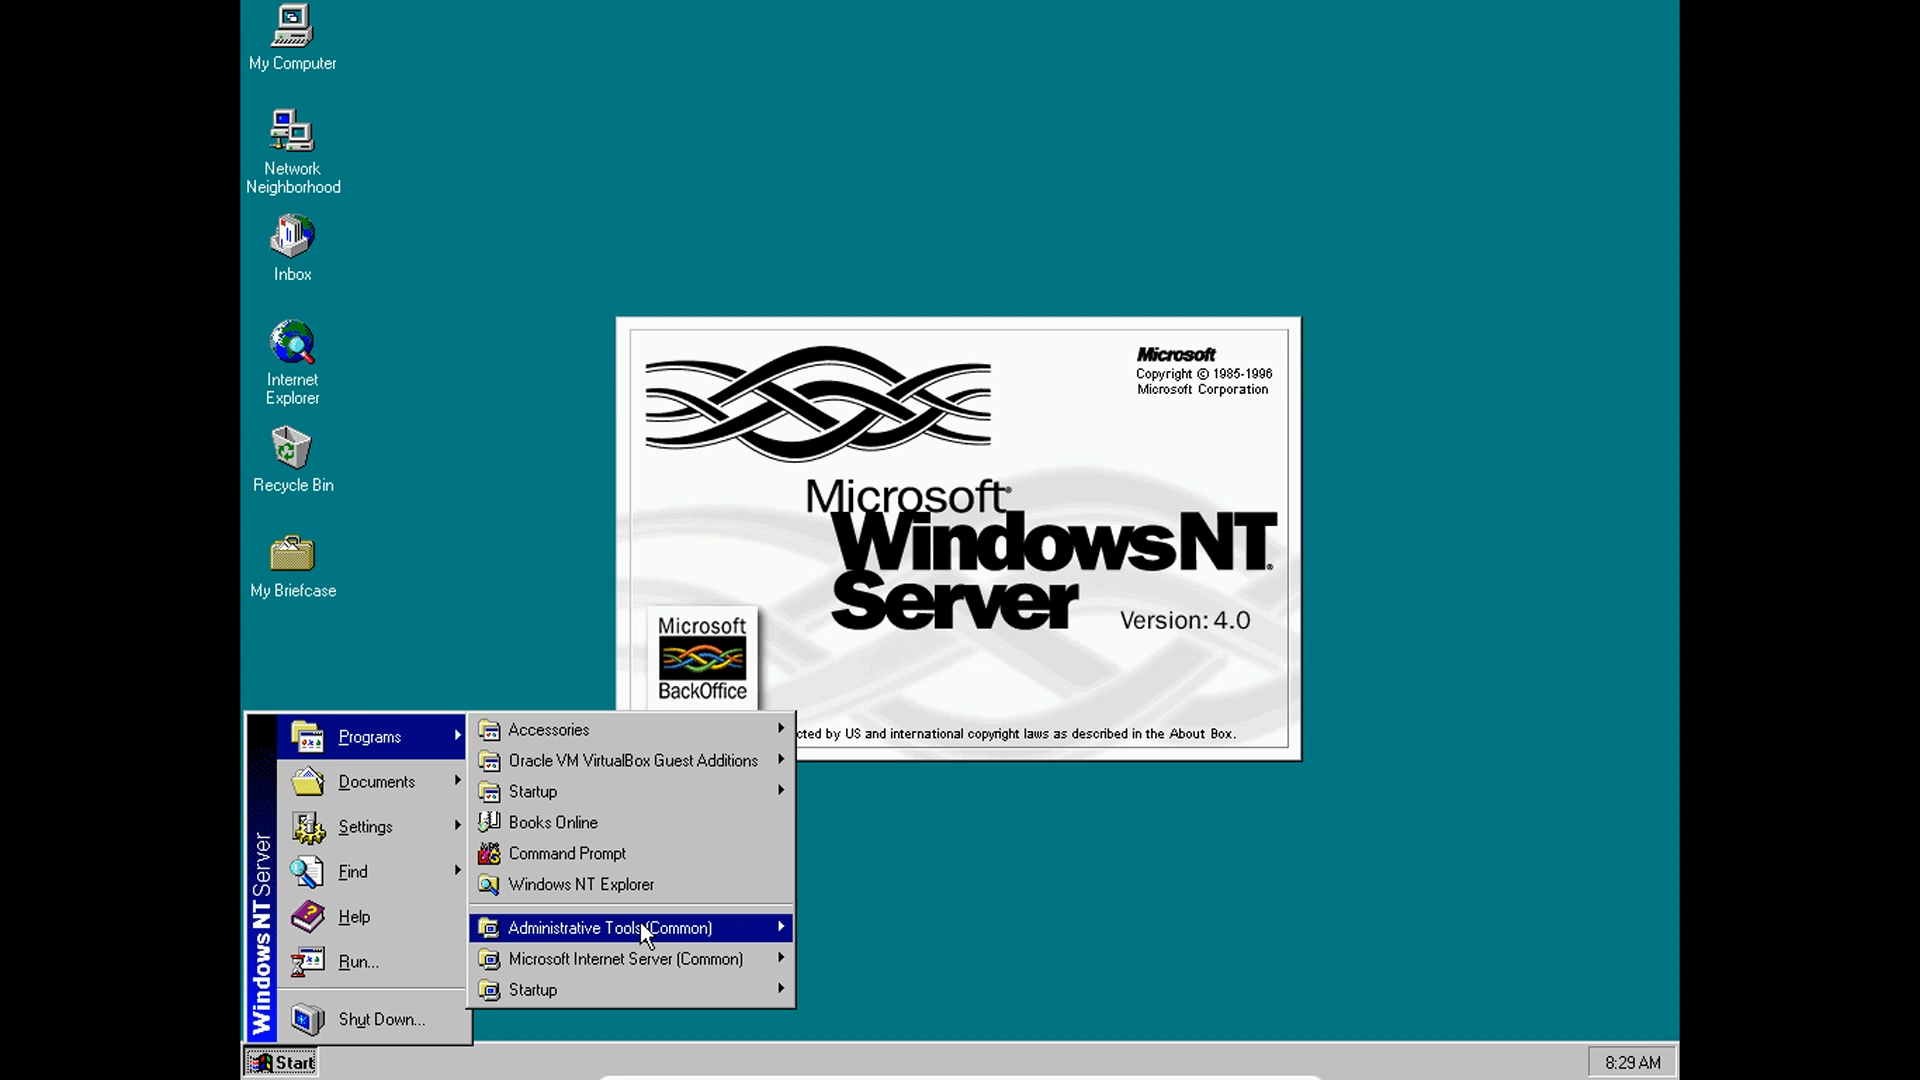 My Computer
Network
Neighborhood
Inbox
Internet
Explorer
Recycle Bin
My Briefcase
Microsoft
Copyright © 1985-1996
Microsoft Corporation
Microsoft®
Windows NT®
Server
Version: 4.0
Microsoft
BackOffice
cted by US and international copyright laws as described in the About Box.
Windows NT Server
Programs
Documents
Settings
Find
Help
Run...
Shut Down...
Accessories
Oracle VM VirtualBox Guest Additions
Startup
Books Online
Command Prompt
Windows NT Explorer
Administrative Tools (Common)
Microsoft Internet Server (Common)
Startup
Start
8:29 AM